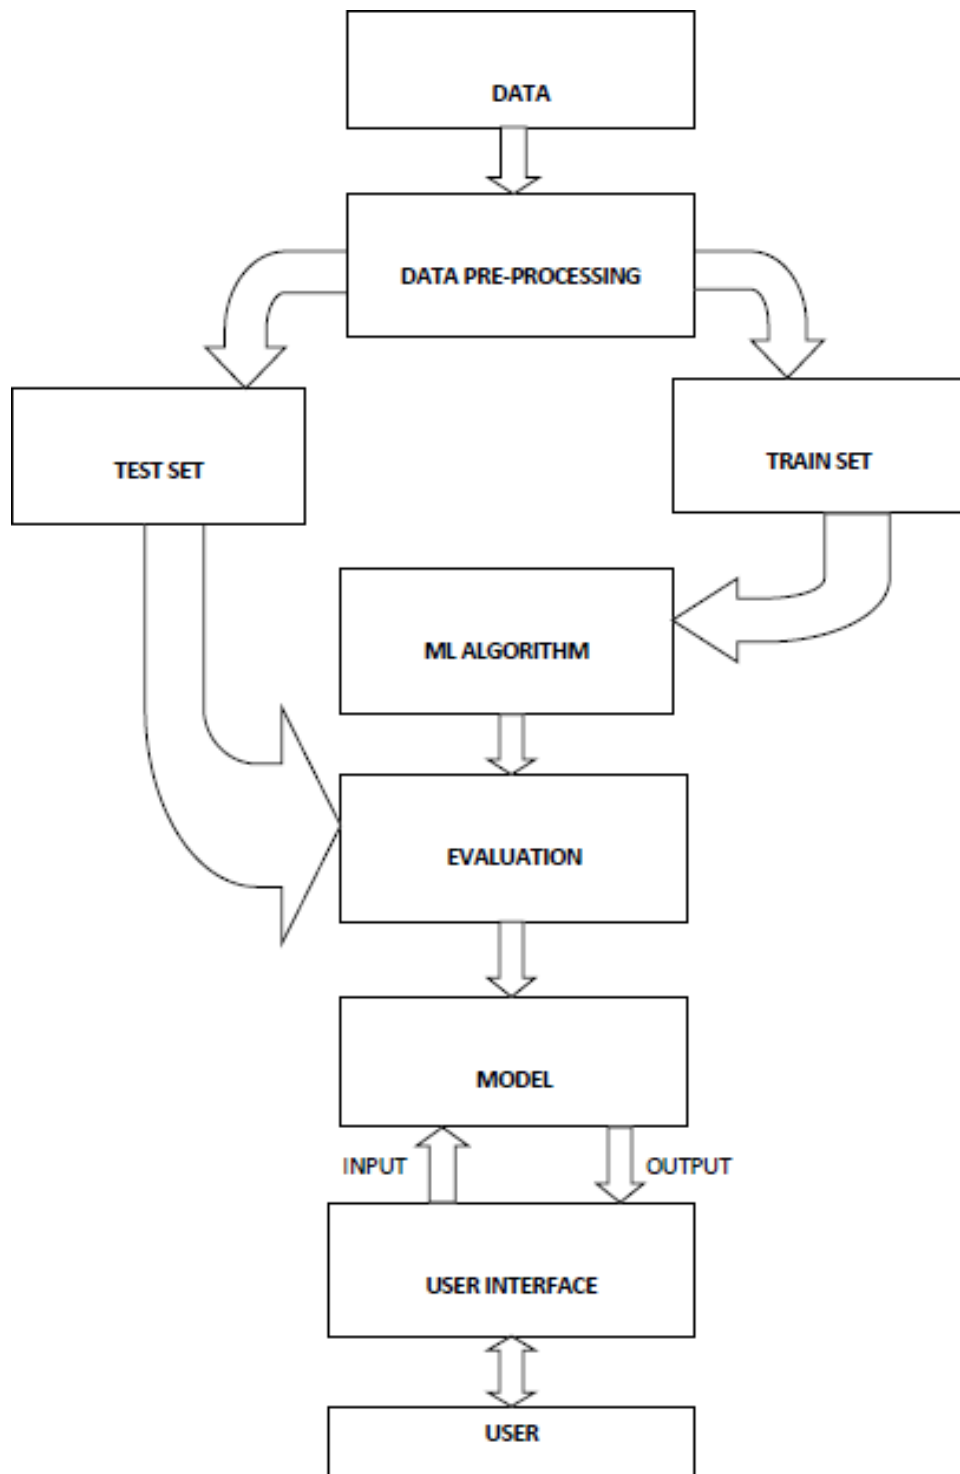 DATA
DATA PRE-PROCESSING
TEST SET
TRAIN SET
ML ALGORITHM
EVALUATION
MODEL
INPUT
OUTPUT
USER INTERFACE
USER